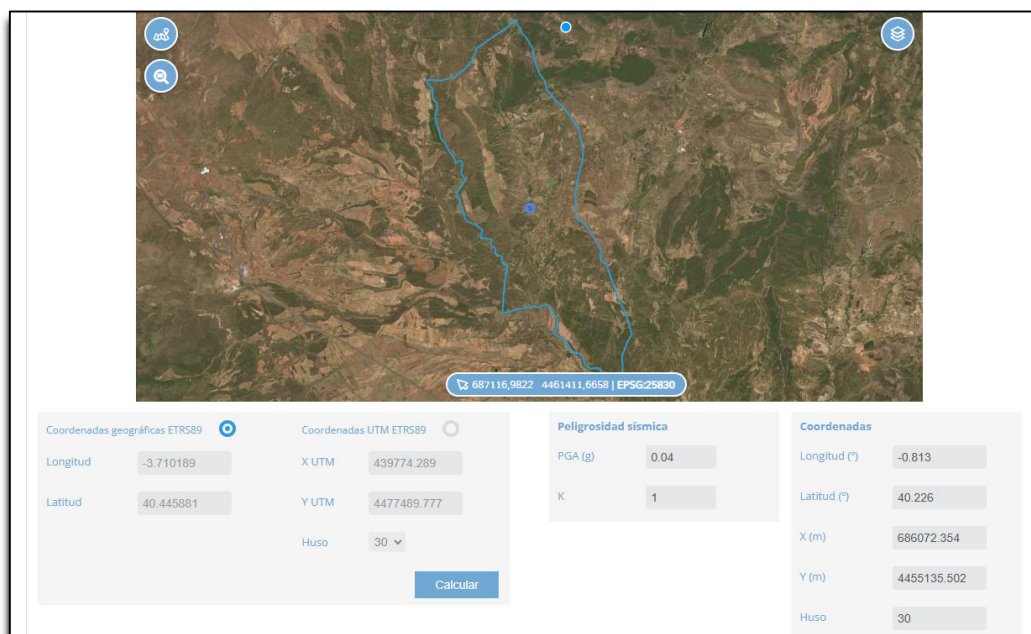 687116,9822 4461411,6658 | EPSG:25830
Coordenadas geográficas ETRS89
Longitud -3.710189
Latitud 40.445881
Coordenadas UTM ETRS89
X UTM 439774.289
Y UTM 4477489.777
Huso 30
Calcular
Peligrosidad sísmica
PGA (g) 0.04
K 1
Coordenadas
Longitud (º) -0.813
Latitud (º) 40.226
X (m) 686072.354
Y (m) 4455135.502
Huso 30